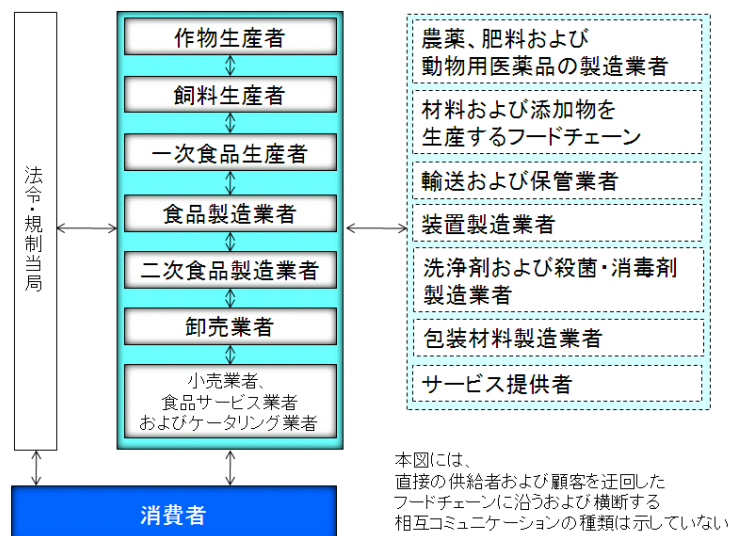 法令・規制当局
作物生産者
飼料生産者
一次食品生産者
食品製造業者
二次食品製造業者
卸売業者
小売業者、
食品サービス業者
およびケータリング業者
消費者
農薬、肥料および
動物用医薬品の製造業者
材料および添加物を
生産するフードチェーン
輸送および保管業者
装置製造業者
洗浄剤および殺菌・消毒剤
製造業者
包装材料製造業者
サービス提供者
本図には、
直接の供給者および顧客を迂回した
フードチェーンに沿うおよび横断する
相互コミュニケーションの種類は示していない